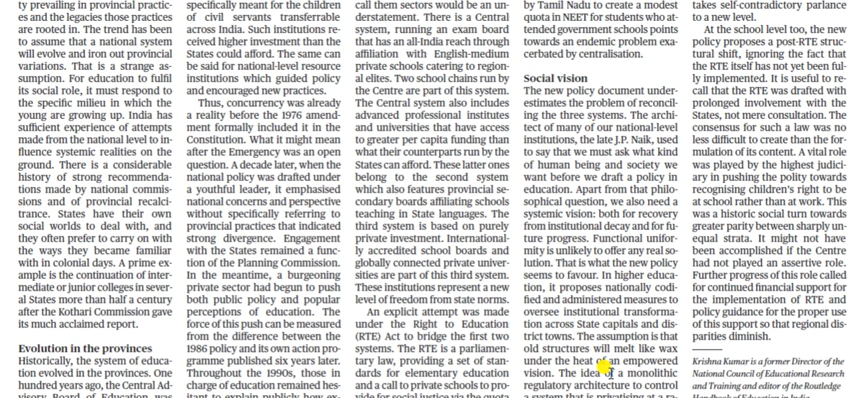 ty prevailing in provincial practic-
es and the legacies those practices
are rooted in. The trend has been
to assume that a national system
will evolve and iron out provincial
variations. That is a strange as-
sumption. For education to fulfil
its social role, it must respond to
the specific milieu in which the
young are growing up. India has
sufficient experience of attempts
made from the national level to in-
fluence systemic realities on the
ground. There is a considerable
history of strong recommenda-
tions made by national commis-
sions and of provincial recalci-
trance. States have their own
social worlds to deal with, and
they often prefer to carry on with
the ways they became familiar
with in colonial days. A prime ex-
ample is the continuation of inter-
mediate or junior colleges in sever-
al States more than half a century
after the Kothari Commission gave
its much acclaimed report.
Evolution in the provinces
Historically, the system of educa-
tion evolved in the provinces. One
hundred years ago, the Central Ad-
visory Board of Education was
specifically meant for the children
of civil servants transferrable
across India. Such institutions re-
ceived higher investment than the
States could afford. The same can
be said for national-level resource
institutions which guided policy
and encouraged new practices.
Thus, concurrency was already
a reality before the 1976 amend-
ment formally included it in the
Constitution. What it might mean
after the Emergency was an open
question. A decade later, when the
national policy was drafted under
a youthful leader, it emphasised
national concerns and perspective
without specifically referring to
provincial practices that indicated
strong divergence. Engagement
with the States remained a func-
tion of the Planning Commission.
In the meantime, a burgeoning
private sector had begun to push
both public policy and popular
perceptions of education. The
force of this push can be measured
from the difference between the
1986 policy and its own action pro-
gramme published six years later.
Throughout the 1990s, those in
charge of education remained hes-
itant to explain publicly how ex-
call them sectors would be an un-
derstatement. There is a Central
system, running an exam board
that has an all-India reach through
affiliation with English-medium
private schools catering to region-
al elites. Two school chains run by
the Centre are part of this system.
The Central system also includes
advanced professional institutes
and universities that have access
to greater per capita funding than
what their counterparts run by the
States can afford. These latter ones
belong to the second system
which also features provincial se-
condary boards affiliating schools
teaching in State languages. The
third system is based on purely
private investment. International-
ly accredited school boards and
globally connected private univer-
sities are part of this third system.
These institutions represent a new
level of freedom from state norms.
An explicit attempt was made
under the Right to Education
(RTE) Act to bridge the first two
systems. The RTE is a parliamen-
tary law, providing a set of stan-
dards for elementary education
and a call to private schools to pro-
vide for social justice via the quota
by Tamil Nadu to create a modest
quota in NEET for students who at-
tended government schools points
towards an endemic problem exa-
cerbated by centralisation.
Social vision
The new policy document under-
estimates the problem of reconcil-
ing the three systems. The archi-
tect of many of our national-level
institutions, the late J.P. Naik, used
to say that we must ask what kind
of human being and society we
want before we draft a policy in
education. Apart from that philo-
sophical question, we also need a
systemic vision: both for recovery
from institutional decay and for fu-
ture progress. Functional unifor-
mity is unlikely to offer any real so-
lution. That is what the new policy
seems to favour. In higher educa-
tion, it proposes nationally codi-
fied and administered measures to
oversee institutional transforma-
tion across State capitals and dis-
trict towns. The assumption is that
old structures will melt like wax
under the heat of an empowered
vision. The idea of a monolithic
regulatory architecture to control
a system that is privatising at a ra-
takes self-contradictory parlance
to a new level.
At the school level too, the new
policy proposes a post-RTE struc-
tural shift, ignoring the fact that
the RTE itself has not yet been ful-
ly implemented. It is useful to re-
call that the RTE was drafted with
prolonged involvement with the
States, not mere consultation. The
consensus for such a law was no
less difficult to create than the for-
mulation of its content. A vital role
was played by the highest judici-
ary in pushing the polity towards
recognising children's right to be
at school rather than at work. This
was a historic social turn towards
greater parity between sharply un-
equal strata. It might not have
been accomplished if the Centre
had not played an assertive role.
Further progress of this role called
for continued financial support for
the implementation of RTE and
policy guidance for the proper use
of this support so that regional dis-
parities diminish.
Krishna Kumar is a former Director of the
National Council of Educational Research
and Training and editor of the Routledge
Handbook of Education in India